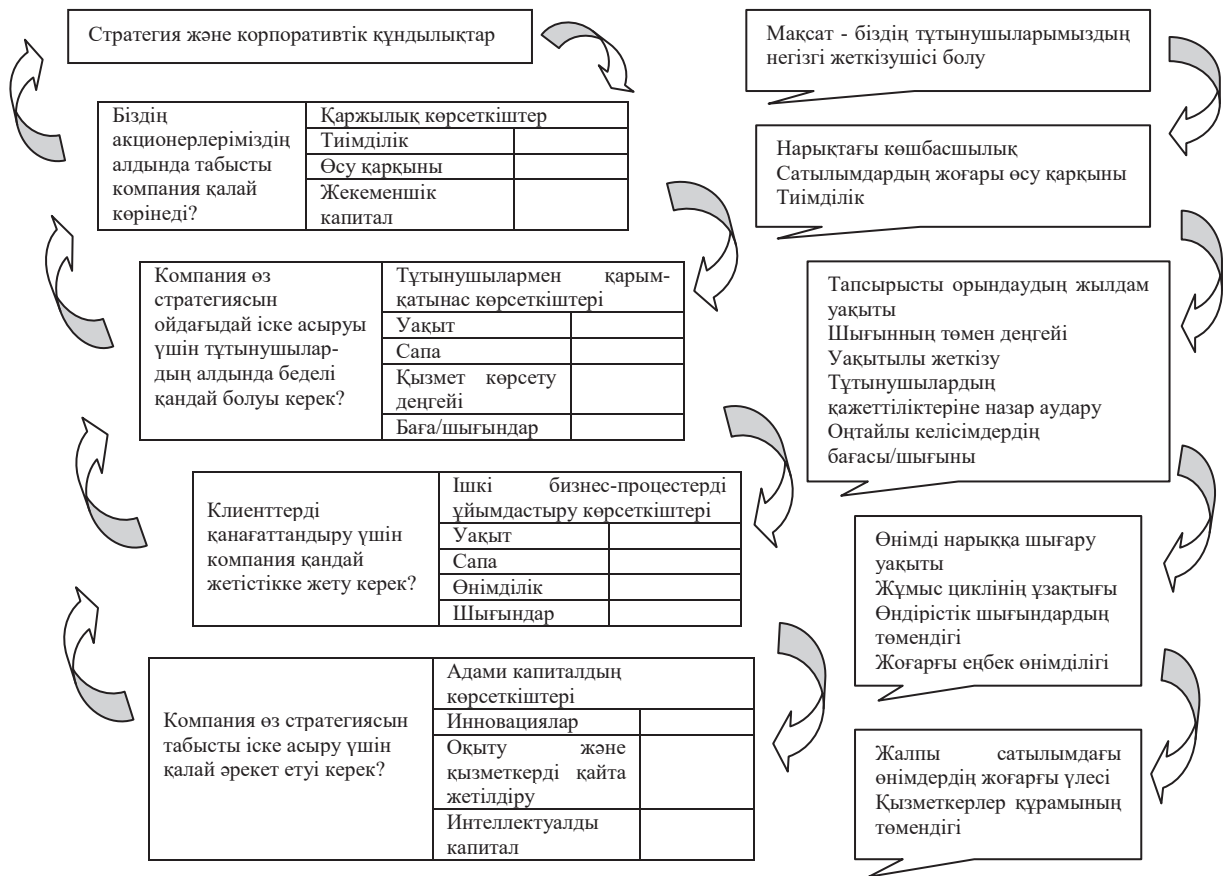 Стратегия және корпоративтік құндылықтар
Біздің
акционерлеріміздің
алдында табысты
компания қалай
көрінеді?
Қаржылық көрсеткіштер
Тиімділік
Өсу қарқыны
Жекеменшік
капитал
Компания өз
стратегиясын
ойдағыдай іске асыруы
үшін тұтынушылар-
дың алдында беделі
қандай болуы керек?
Тұтынушылармен қарым-
қатынас көрсеткіштері
Уақыт
Сапа
Қызмет көрсету
деңгейі
Баға/шығындар
Клиенттерді
қанағаттандыру үшін
компания қандай
жетістікке жету керек?
Ішкі бизнес-процестерді
ұйымдастыру көрсеткіштері
Уақыт
Сапа
Өнімділік
Шығындар
Компания өз стратегиясын
табысты іске асыру үшін
қалай әрекет етуі керек?
Адами капиталдың
көрсеткіштері
Инновациялар
Оқыту және
қызметкерді қайта
жетілдіру
Интеллектуалды
капитал
Мақсат - біздің тұтынушыларымыздың
негізгі жеткізушісі болу
Нарықтағы көшбасшылық
Сатылымдардың жоғары өсу қарқыны
Тиімділік
Тапсырысты орындаудың жылдам
уақыты
Шығынның төмен деңгейі
Уақытылы жеткізу
Тұтынушылардың
қажеттіліктеріне назар аудару
Оңтайлы келісімдердің
бағасы/шығыны
Өнімді нарыққа шығару
уақыты
Жұмыс циклінің ұзақтығы
Өндірістік шығындардың
төмендігі
Жоғарғы еңбек өнімділігі
Жалпы сатылымдағы
өнімдердің жоғарғы үлесі
Қызметкерлер құрамының
төмендігі